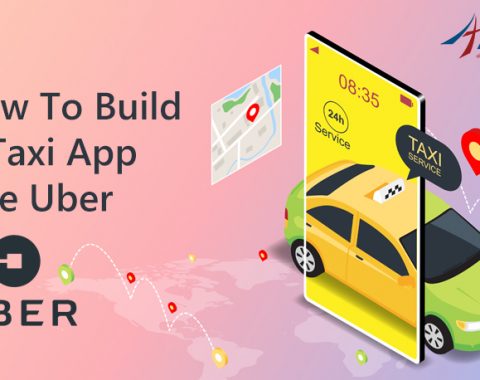 w To Build
Taxi App
e Uber
BER
08:35
24h
Service
TAXI
SERVICE